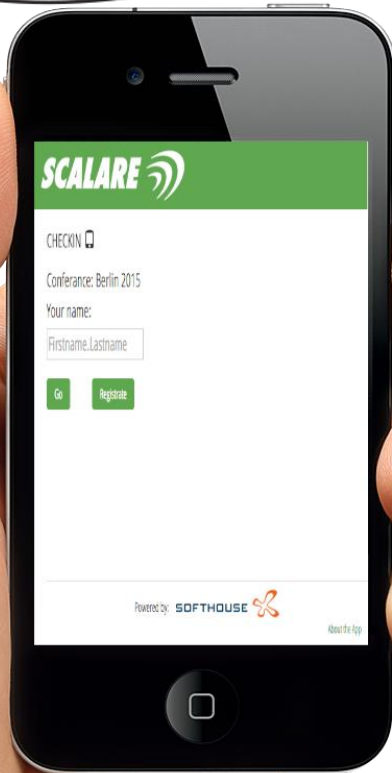 SCALARE
CHECKIN
Conferance: Berlin 2015
Your name:
Firstname.Lastname
Go Registrate
Powered by: SOFTHOUSE
About the App